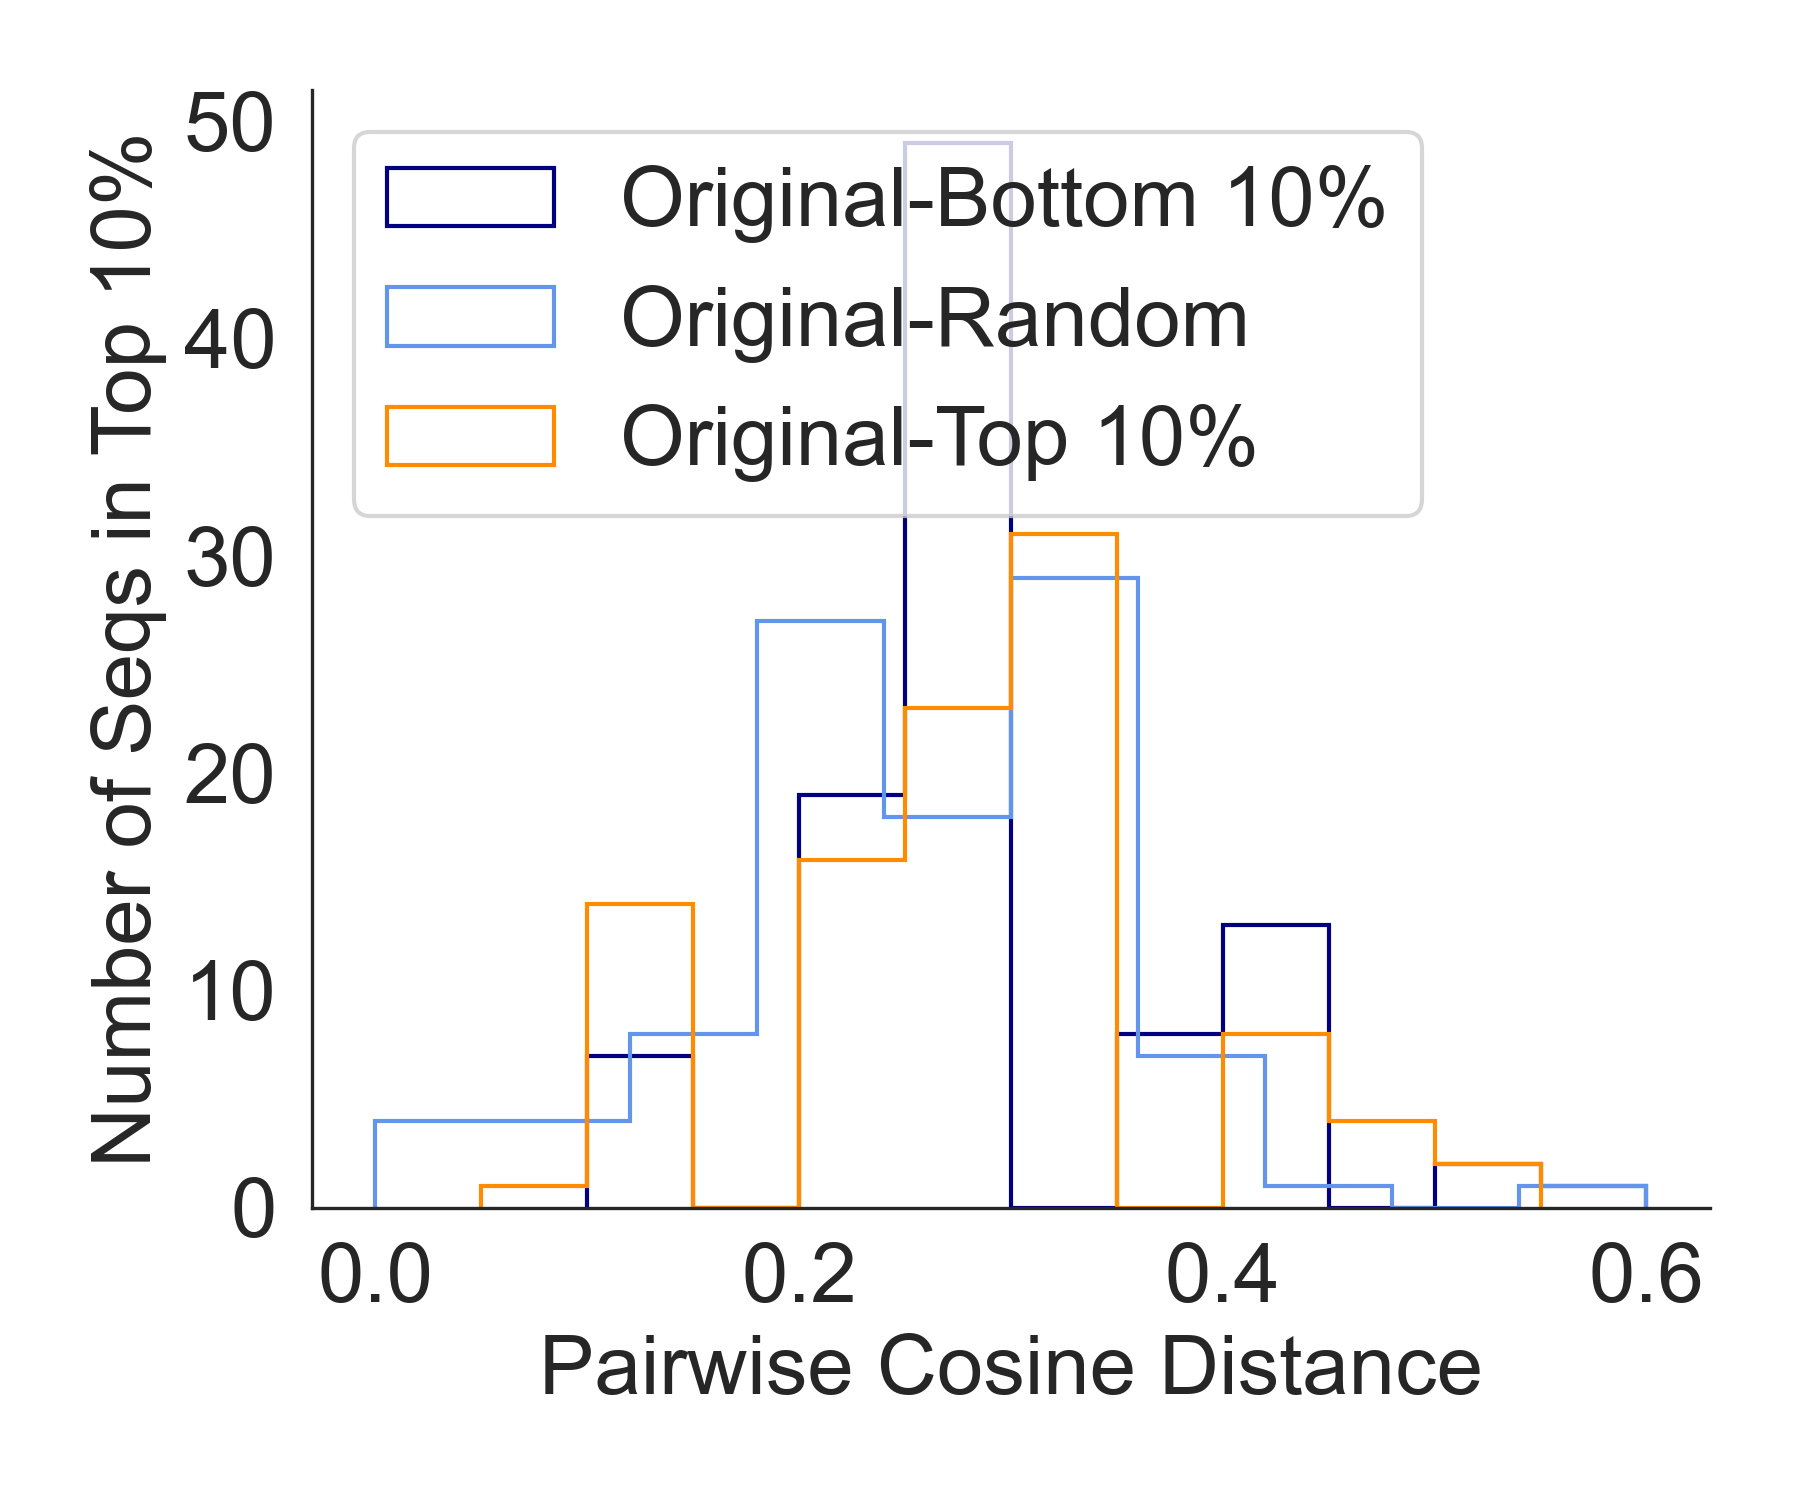 Number of Seqs in Top 10%
50
40
30
20
10
0
Original-Bottom 10%
Original-Random
Original-Top 10%
0.0 0.2 0.4 0.6
Pairwise Cosine Distance